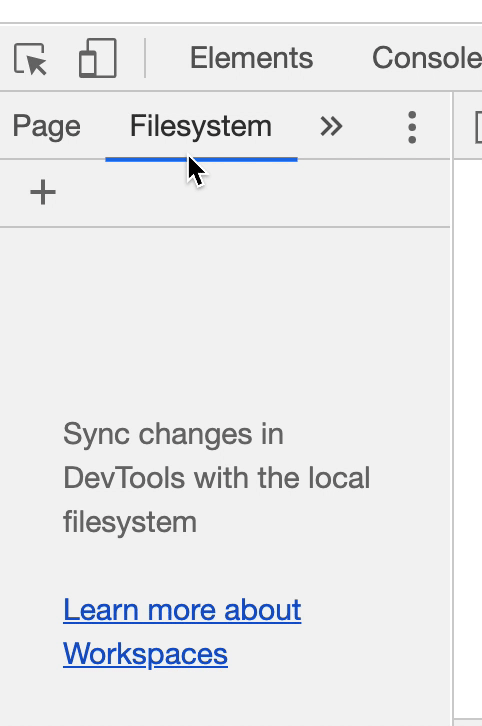 Elements Console
Page Filesystem
Sync changes in
DevTools with the local
filesystem
Learn more about
Workspaces